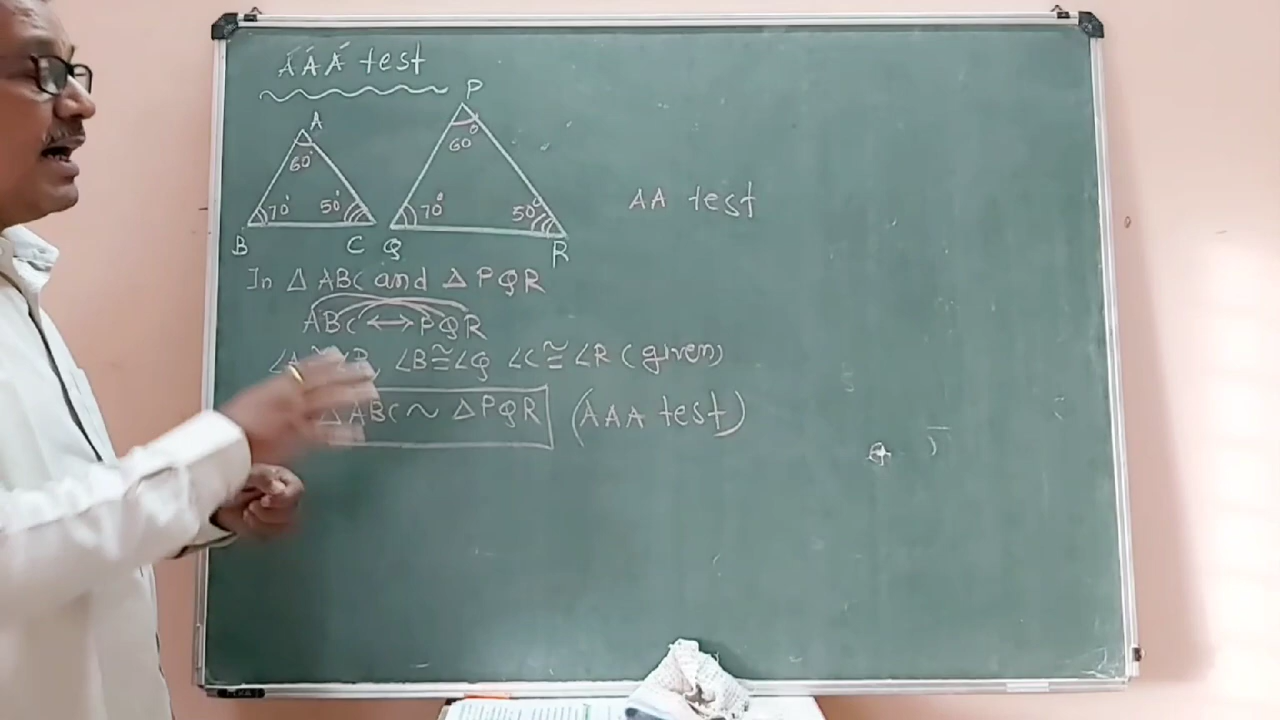 AAA test
P
A
60°
60°
70° 50°
70° 50°
AA test
B C Q R
In △ ABC and △ PQR
ABC ↔ PQR
∠B ≅ ∠Q ∠C ≅ ∠R (given)
△ ABC ~ △ PQR (AAA test)